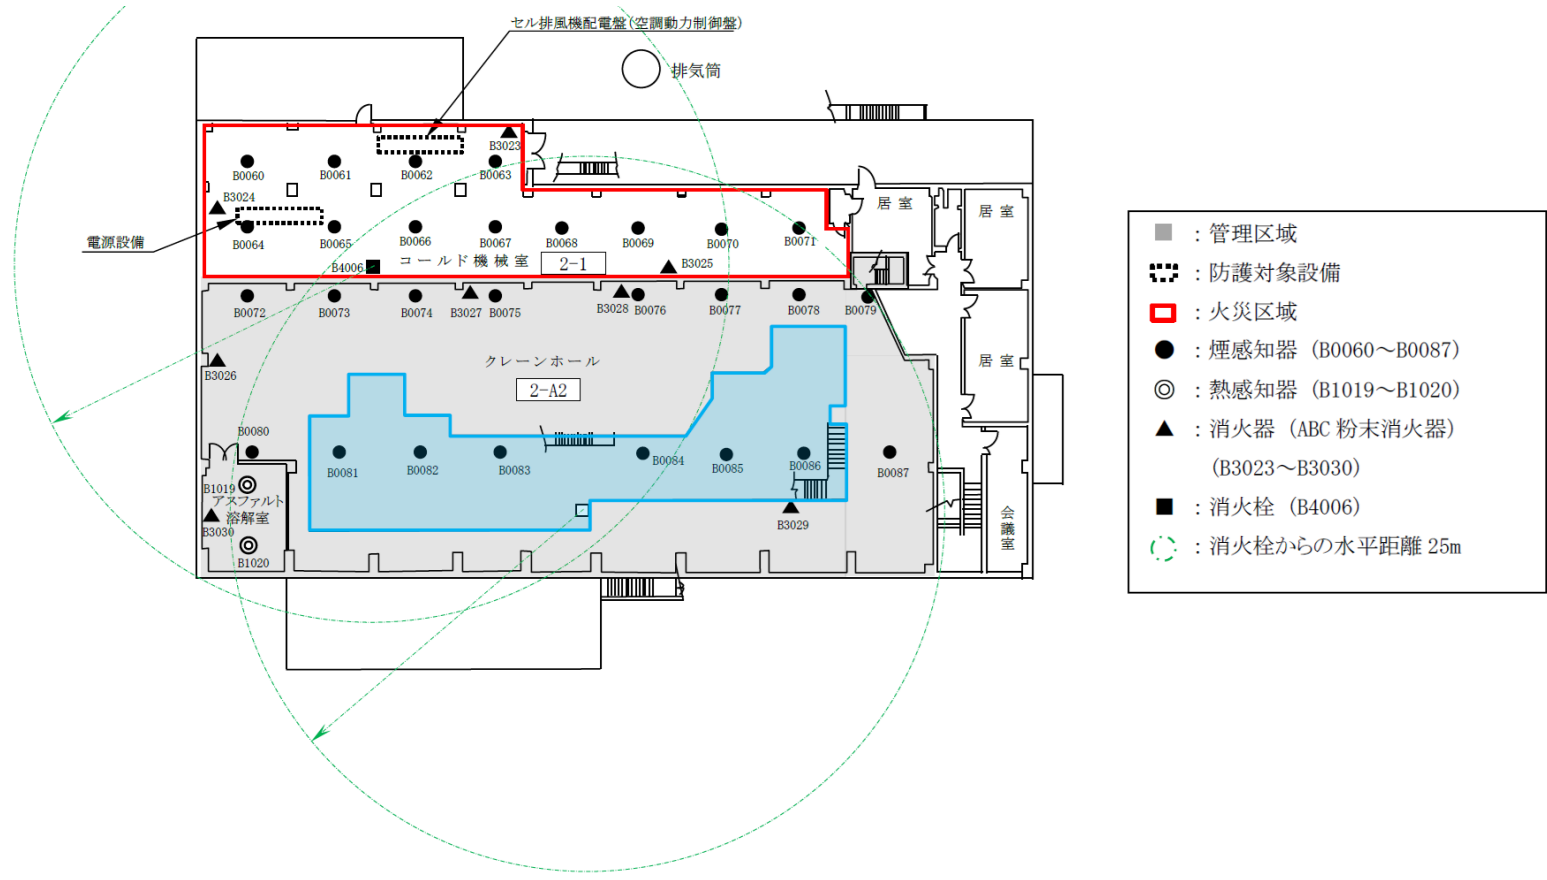 セル排風機配電盤(空調動力制御盤)
排気筒
B3023
B0060
B0061
B0062
B0063
B3024
居室
居室
電源設備
B0064
B0065
B0066
B0067
B0068
B0069
B0070
B0071
B4006
コールド機械室
2-1
B3025
B0072
B0073
B0074
B3027
B0075
B3028
B0076
B0077
B0078
B0079
B3026
クレーンホール
2-A2
居室
B0080
B0081
B0082
B0083
B0084
B0085
B0086
B0087
B1019
アスファルト
溶解室
B3030
B1020
B3029
会議室
:管理区域
:防護対象設備
:火災区域
:煙感知器(B0060～B0087)
:熱感知器(B1019～B1020)
:消火器(ABC 粉末消火器)
(B3023～B3030)
:消火栓(B4006)
:消火栓からの水平距離 25m